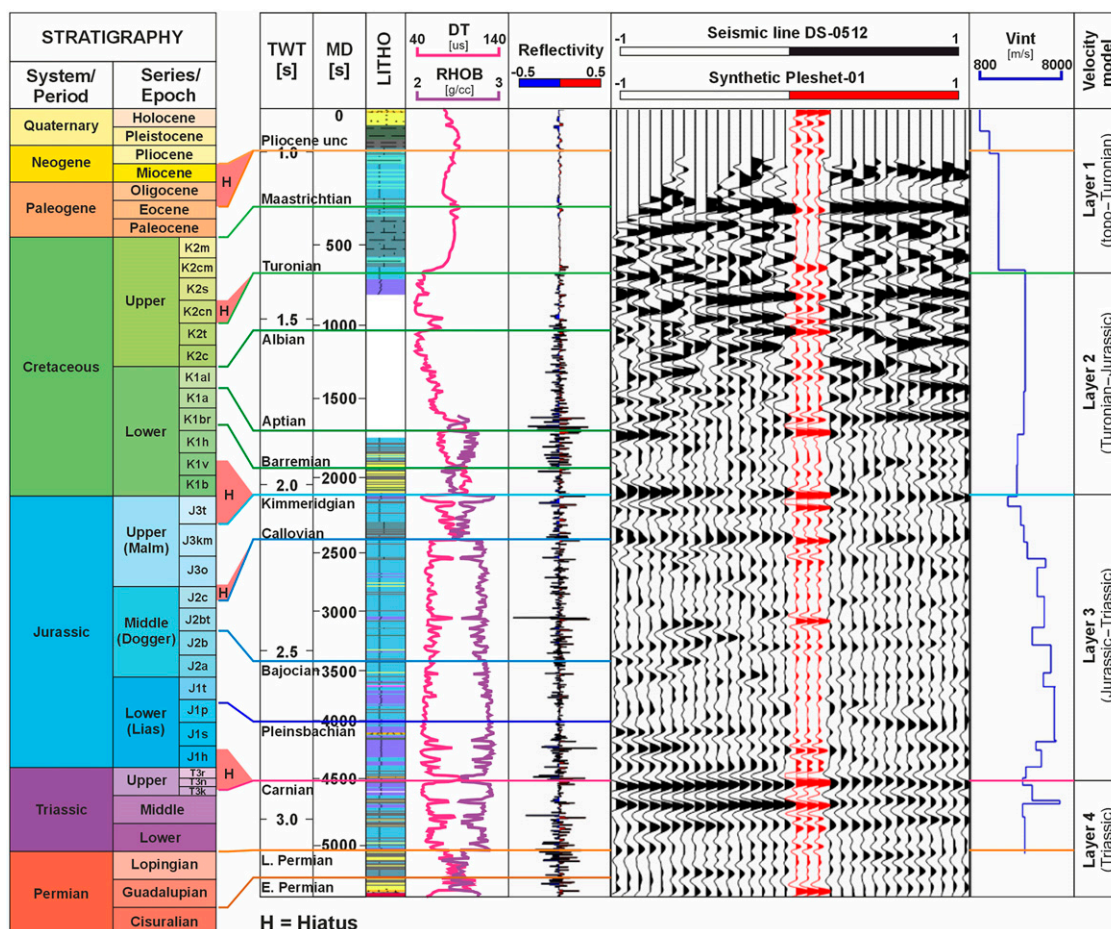 STRATIGRAPHY
System/
Period
Series/
Epoch
TWT
[s]
MD
[s]
LITHO
DT
40 [us] 140
RHOB
2 [g/cc] 3
Reflectivity
-0.5 0.5
Seismic line DS-0512
-1 1
Synthetic Pleshet-01
-1 1
Vint
[m/s]
800 8000
Velocity
model
Quaternary
Holocene
Pleistocene
Neogene
Pliocene
Miocene
Paleogene
Oligocene
Eocene
Paleocene
Cretaceous
Upper
K2m
K2cm
K2s
K2cn
K2t
K2c
Lower
K1al
K1a
K1br
K1h
K1v
K1b
Jurassic
Upper
(Malm)
J3t
J3km
J3o
Middle
(Dogger)
J2c
J2bt
J2b
J2a
Lower
(Lias)
J1t
J1p
J1s
J1h
Triassic
Upper
T3r
T3n
T3k
Middle
Lower
Permian
Lopingian
Guadalupian
Cisuralian
H
H
H
H
H
Pliocene unc
Maastrichtian
Turonian
Albian
Aptian
Barremian
Kimmeridgian
Callovian
Bajocian
Pleinsbachian
Carnian
L. Permian
E. Permian
1.0
1.5
2.0
2.5
3.0
0
500
1000
1500
2000
2500
3000
3500
4000
4500
5000
Layer 1
(topo-Turonian)
Layer 2
(Turonian-Jurassic)
Layer 3
(Jurassic-Triassic)
Layer 4
(Triassic)
H = Hiatus